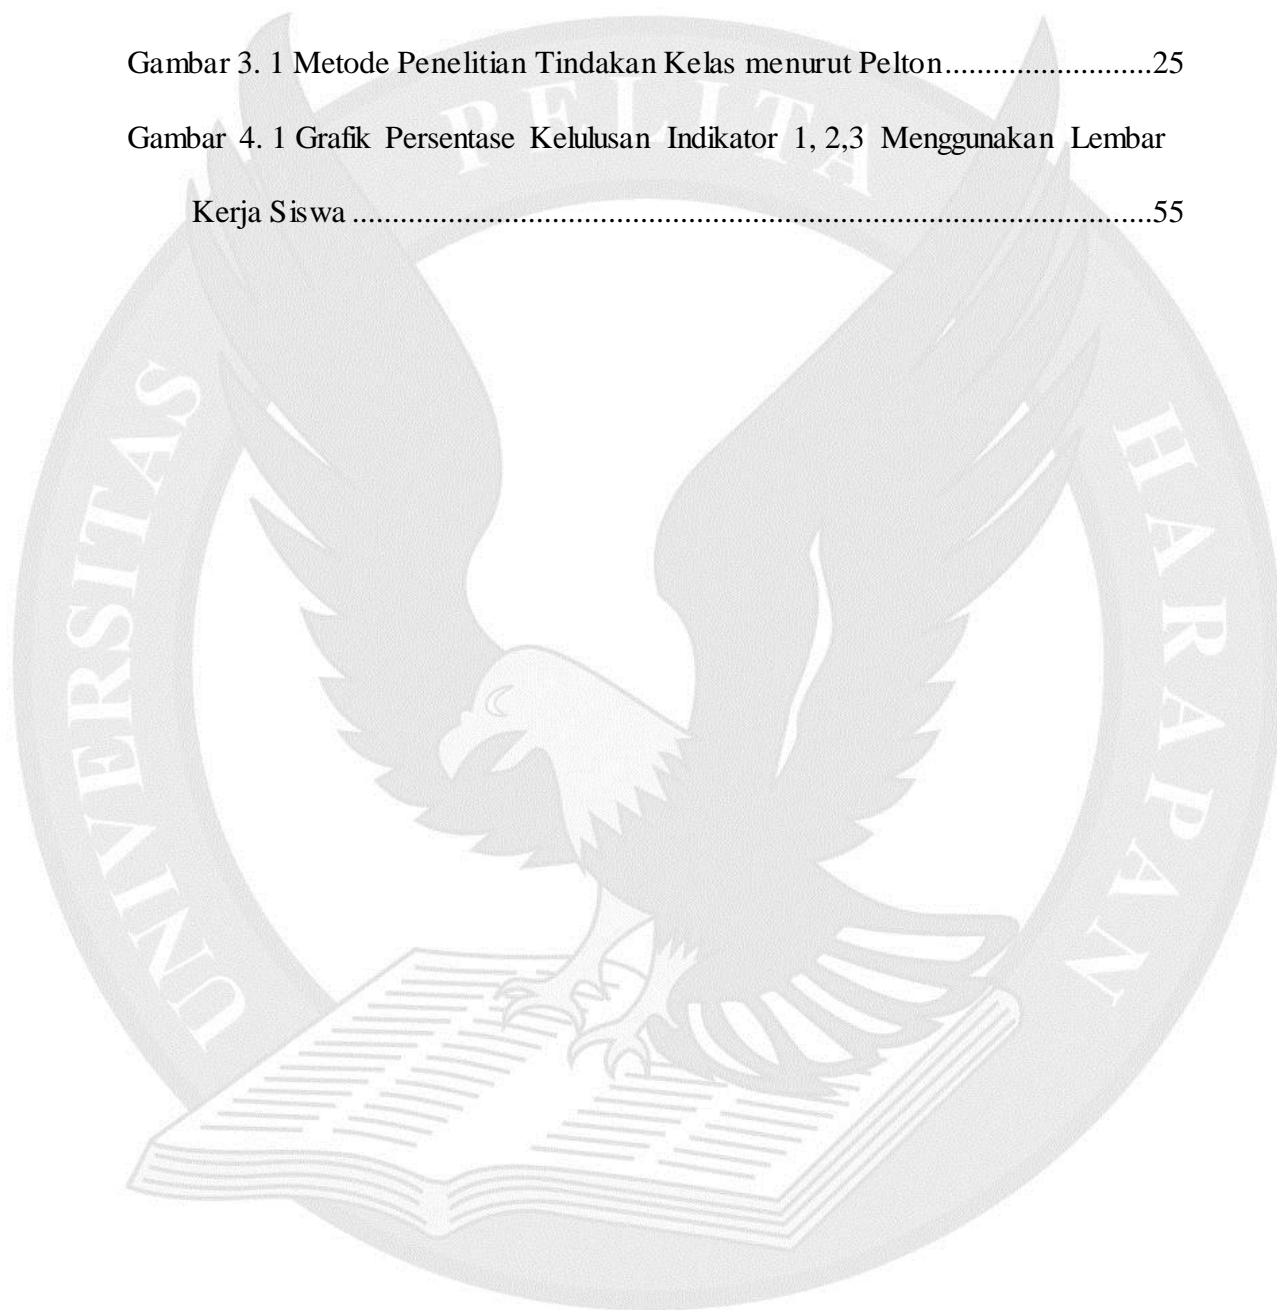 Gambar 3. 1 Metode Penelitian Tindakan Kelas menurut Pelton..........................25
Gambar 4. 1 Grafik Persentase Kelulusan Indikator 1, 2,3 Menggunakan Lembar
Kerja Siswa ....................................................................................................55
UNIVERSITAS
PELITA
HARAPAN